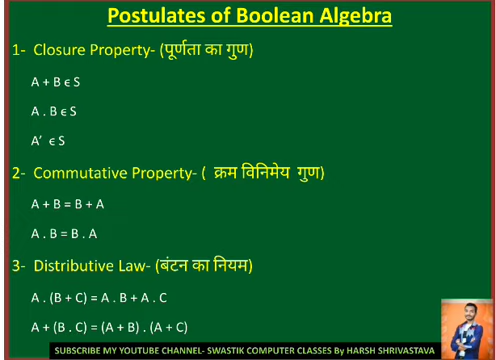 Postulates of Boolean Algebra
1- Closure Property- (पूर्णता का गुण)
A + B ϵ S
A . B ϵ S
A’ ϵ S
2- Commutative Property- ( क्रम विनिमेय गुण)
A + B = B + A
A . B = B . A
3- Distributive Law- (बंटन का नियम)
A . (B + C) = A . B + A . C
A + (B . C) = (A + B) . (A + C)
SUBSCRIBE MY YOUTUBE CHANNEL- SWASTIK COMPUTER CLASSES By HARSH SHRIVASTAVA